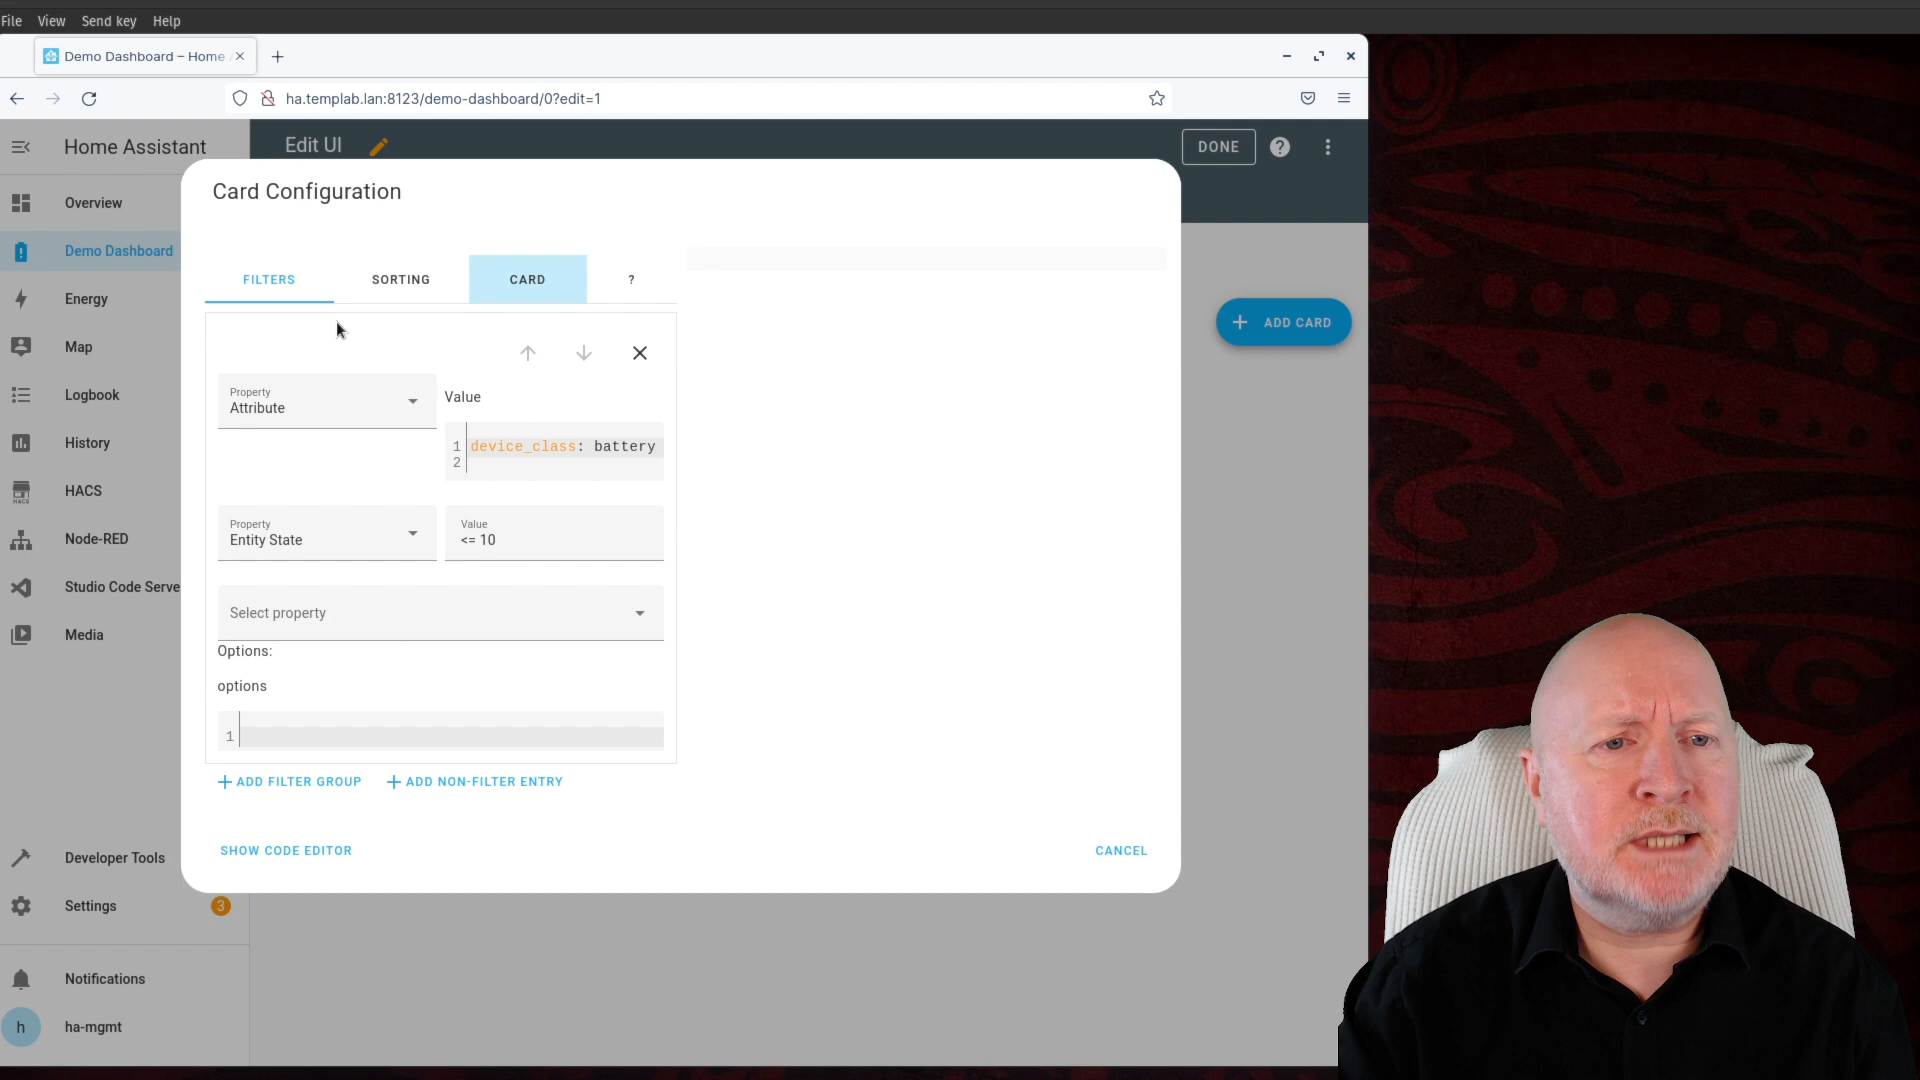 File View Send key Help
Demo Dashboard – Home
ha.templab.lan:8123/demo-dashboard/0?edit=1
Home Assistant
Edit UI
DONE
Overview
Demo Dashboard
Energy
Map
Logbook
History
HACS
HACS
Node-RED
Studio Code Serve
Media
Developer Tools
Settings
3
Notifications
h
ha-mgmt
ADD CARD
Card Configuration
FILTERS SORTING CARD ?
Property
Attribute
Value
1 device_class: battery
2
Property
Entity State
Value
<= 10
Select property
Options:
options
1
ADD FILTER GROUP ADD NON-FILTER ENTRY
SHOW CODE EDITOR
CANCEL